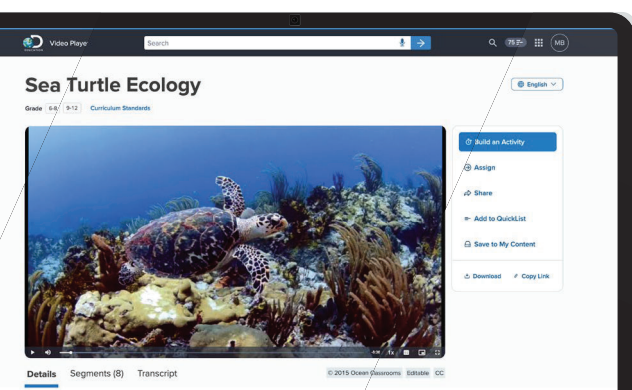 Video Player
Search
75
MB
Sea Turtle Ecology
English
Grade 6-8 9-12 Curriculum Standards
Build an Activity
Assign
Share
Add to QuickList
Save to My Content
Download Copy Link
1x
Details Segments (8) Transcript
© 2015 Ocean Classrooms Editable CC